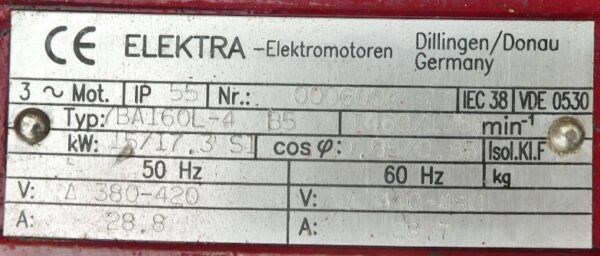 CE ELEKTRA -Elektromotoren Dillingen/Donau
Germany
3 ~ Mot. IP 55 Nr.: IEC 38 VDE 0530
Typ: BA160L-4 B5 min⁻¹
kW: 15/17.3 S1 cos φ: Isol.Kl.F
50 Hz 60 Hz kg
V: Δ 380-420 V:
A: 28.8 A: